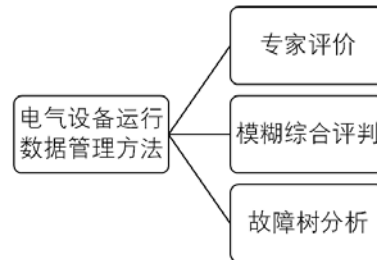 专家评价
电气设备运行
数据管理方法
模糊综合评判
故障树分析